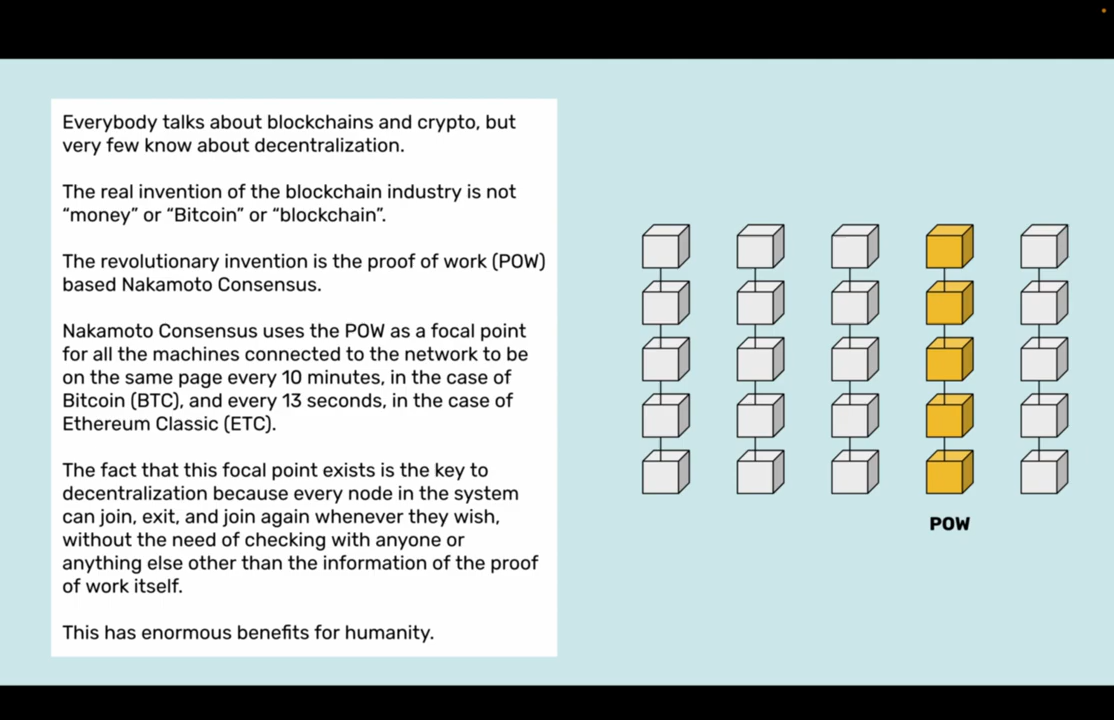 Everybody talks about blockchains and crypto, but
very few know about decentralization.
The real invention of the blockchain industry is not
“money” or “Bitcoin” or “blockchain”.
The revolutionary invention is the proof of work (POW)
based Nakamoto Consensus.
Nakamoto Consensus uses the POW as a focal point
for all the machines connected to the network to be
on the same page every 10 minutes, in the case of
Bitcoin (BTC), and every 13 seconds, in the case of
Ethereum Classic (ETC).
The fact that this focal point exists is the key to
decentralization because every node in the system
can join, exit, and join again whenever they wish,
without the need of checking with anyone or
anything else other than the information of the proof
of work itself.
This has enormous benefits for humanity.
POW